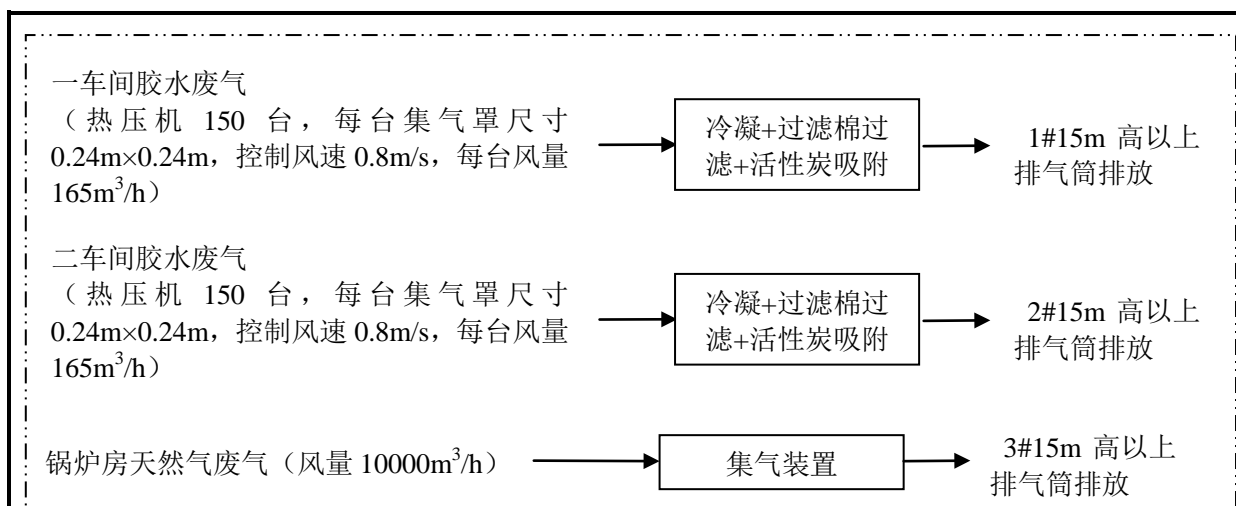 一车间胶水废气
（热压机 150 台，每台集气罩尺寸
0.24m×0.24m，控制风速 0.8m/s，每台风量
165m³/h）
冷凝+过滤棉过
滤+活性炭吸附
1#15m 高以上
排气筒排放
二车间胶水废气
（热压机 150 台，每台集气罩尺寸
0.24m×0.24m，控制风速 0.8m/s，每台风量
165m³/h）
冷凝+过滤棉过
滤+活性炭吸附
2#15m 高以上
排气筒排放
锅炉房天然气废气（风量 10000m³/h）
集气装置
3#15m 高以上
排气筒排放